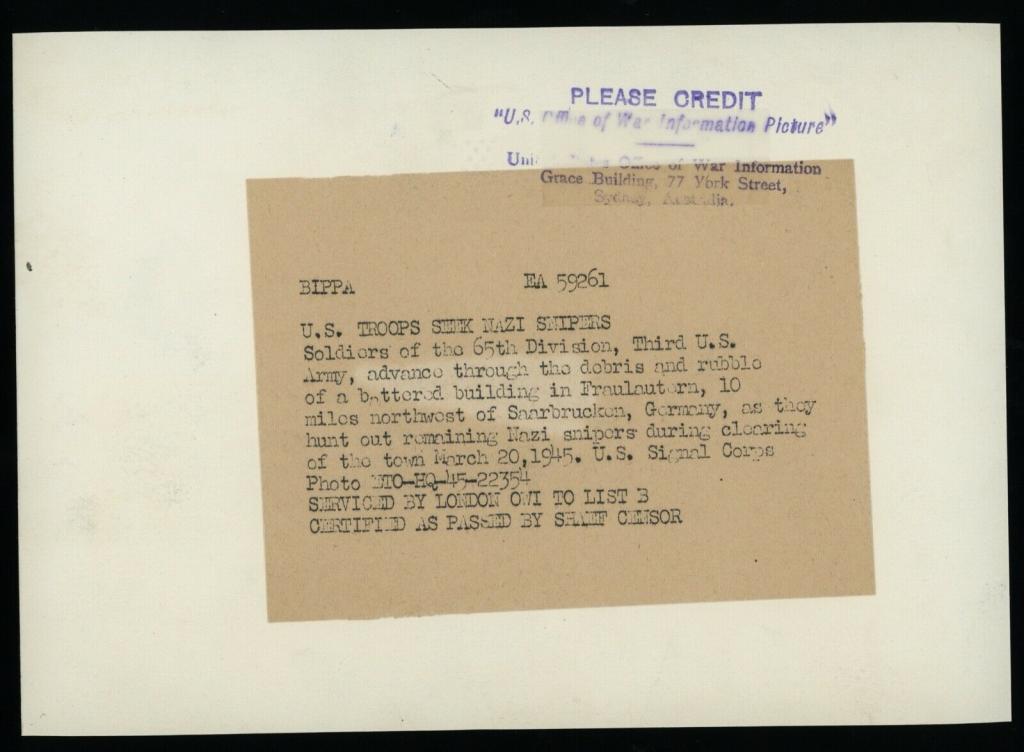 PLEASE CREDIT
"U.S. Office of War Information Picture"
United States Office of War Information
Grace Building, 77 York Street,
Sydney, Australia.
BIPPA EA 59261
U.S. TROOPS SEEK NAZI SNIPERS
Soldiers of the 65th Division, Third U.S.
Army, advance through the debris and rubble
of a battered building in Fraulautern, 10
miles northwest of Saarbrucken, Germany, as they
hunt out remaining Nazi snipers during clearing
of the town March 20,1945. U.S. Signal Corps
Photo ETO-HQ-45-22354
SERVICED BY LONDON OWI TO LIST B
CERTIFIED AS PASSED BY SHAEF CENSOR